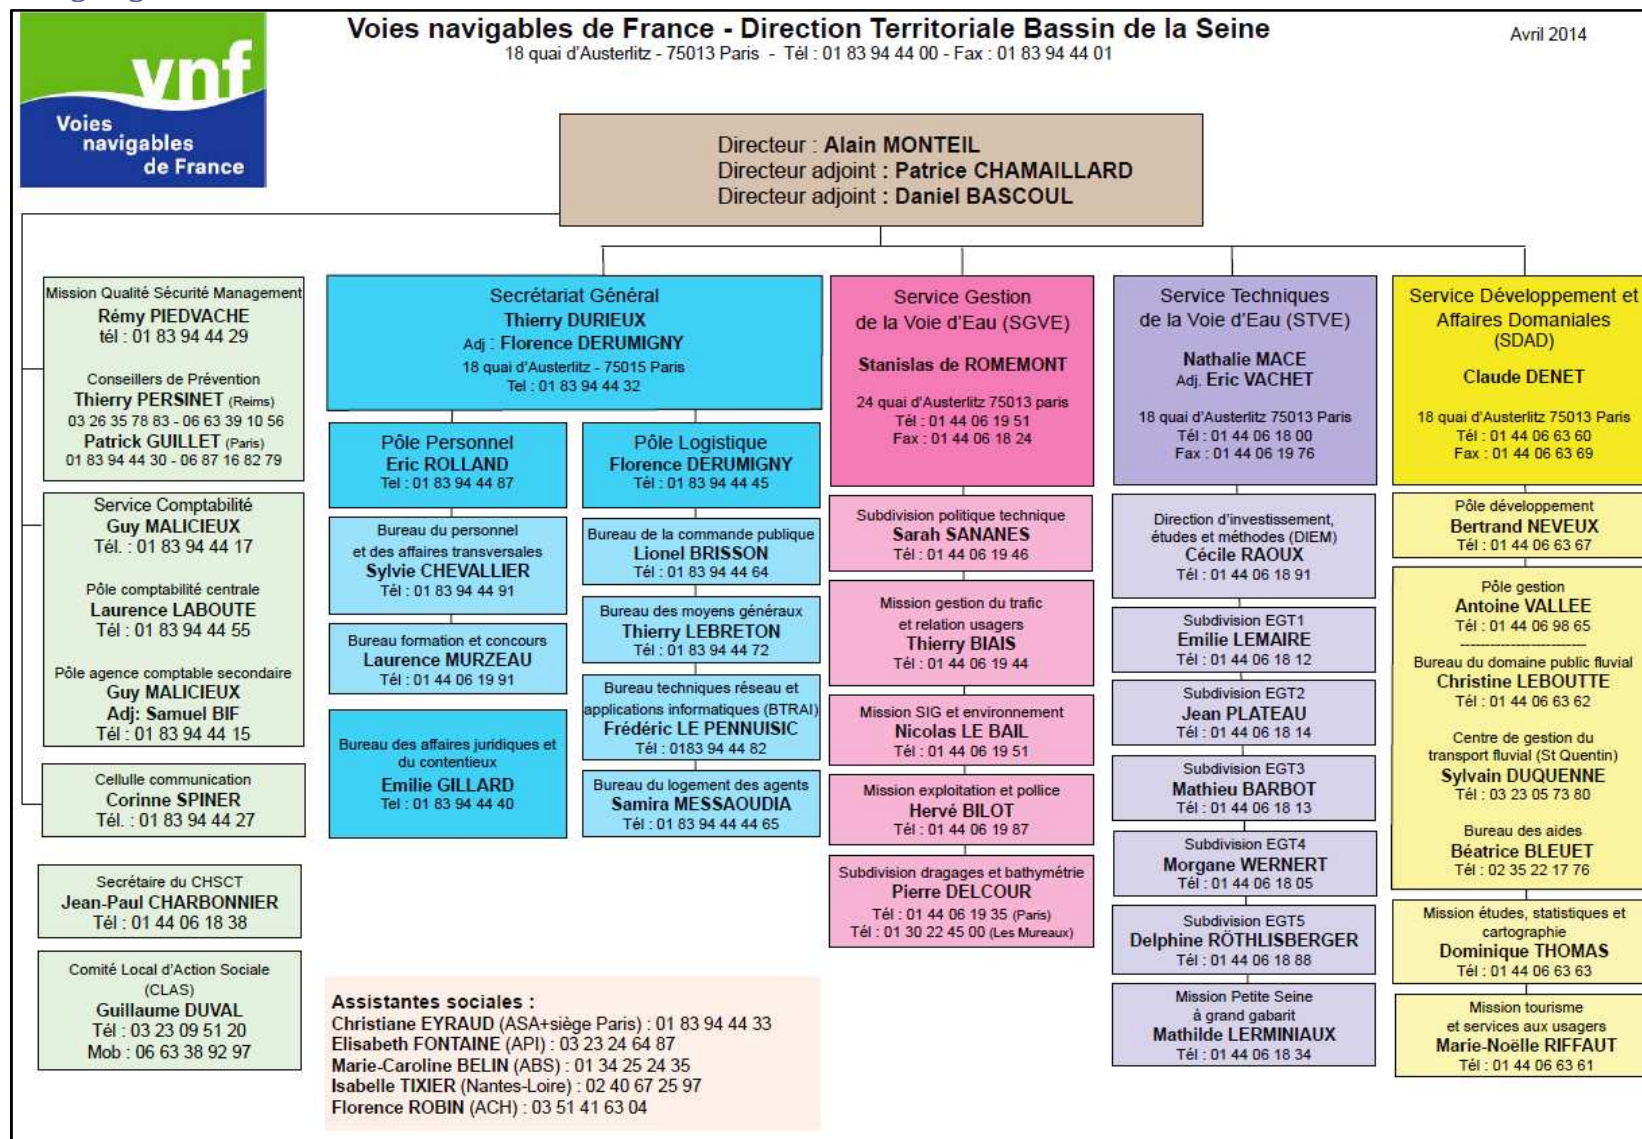 Voies navigables de France - Direction Territoriale Bassin de la Seine
18 quai d'Austerlitz - 75013 Paris - Tél : 01 83 94 44 00 - Fax : 01 83 94 44 01
Avril 2014
vnf
Voies
navigables
de France
Directeur : Alain MONTEIL
Directeur adjoint : Patrice CHAMAILLARD
Directeur adjoint : Daniel BASCOUL
Mission Qualité Sécurité Management
Rémy PIEDVACHE
tél : 01 83 94 44 29
Conseillers de Prévention
Thierry PERSINET (Reims)
03 26 35 78 83 - 06 63 39 10 56
Patrick GUILLET (Paris)
01 83 94 44 30 - 06 87 16 82 79
Service Comptabilité
Guy MALICIEUX
Tél. : 01 83 94 44 17
Pôle comptabilité centrale
Laurence LABOUTE
Tél : 01 83 94 44 55
Pôle agence comptable secondaire
Guy MALICIEUX
Adj: Samuel BIF
Tél : 01 83 94 44 15
Cellulle communication
Corinne SPINER
Tél. : 01 83 94 44 27
Secrétaire du CHSCT
Jean-Paul CHARBONNIER
Tél : 01 44 06 18 38
Comité Local d'Action Sociale
(CLAS)
Guillaume DUVAL
Tél : 03 23 09 51 20
Mob : 06 63 38 92 97
Secrétariat Général
Thierry DURIEUX
Adj : Florence DERUMIGNY
18 quai d'Austerlitz - 75015 Paris
Tel : 01 83 94 44 32
Pôle Personnel
Eric ROLLAND
Tel : 01 83 94 44 87
Bureau du personnel
et des affaires transversales
Sylvie CHEVALLIER
Tél : 01 83 94 44 91
Bureau formation et concours
Laurence MURZEAU
Tél : 01 44 06 19 91
Bureau des affaires juridiques et
du contentieux
Emilie GILLARD
Tel : 01 83 94 44 40
Pôle Logistique
Florence DERUMIGNY
Tél : 01 83 94 44 45
Bureau de la commande publique
Lionel BRISSON
Tél : 01 83 94 44 64
Bureau des moyens généraux
Thierry LEBRETON
Tél : 01 83 94 44 72
Bureau techniques réseau et
applications informatiques (BTRAI)
Frédéric LE PENNUISIC
Tél : 0183 94 44 82
Bureau du logement des agents
Samira MESSAOUDIA
Tél : 01 83 94 44 44 65
Service Gestion
de la Voie d'Eau (SGVE)
Stanislas de ROMEMONT
24 quai d'Austerlitz 75013 paris
Tél : 01 44 06 19 51
Fax : 01 44 06 18 24
Subdivision politique technique
Sarah SANANES
Tél : 01 44 06 19 46
Mission gestion du trafic
et relation usagers
Thierry BIAIS
Tél : 01 44 06 19 44
Mission SIG et environnement
Nicolas LE BAIL
Tél : 01 44 06 19 51
Mission exploitation et pollice
Hervé BILOT
Tél : 01 44 06 19 87
Subdivision dragages et bathymétrie
Pierre DELCOUR
Tél : 01 44 06 19 35 (Paris)
Tél : 01 30 22 45 00 (Les Mureaux)
Service Techniques
de la Voie d'Eau (STVE)
Nathalie MACE
Adj. Eric VACHET
18 quai d'Austerlitz 75013 Paris
Tél : 01 44 06 18 00
Fax : 01 44 06 19 76
Direction d'investissement,
études et méthodes (DIEM)
Cécile RAOUX
Tél : 01 44 06 18 91
Subdivision EGT1
Emilie LEMAIRE
Tél : 01 44 06 18 12
Subdivision EGT2
Jean PLATEAU
Tél : 01 44 06 18 14
Subdivision EGT3
Mathieu BARBOT
Tél : 01 44 06 18 13
Subdivision EGT4
Morgane WERNERT
Tél : 01 44 06 18 05
Subdivision EGT5
Delphine RÖTHLISBERGER
Tél : 01 44 06 18 88
Mission Petite Seine
à grand gabarit
Mathilde LERMINIAUX
Tél : 01 44 06 18 34
Service Développement et
Affaires Domaniales
(SDAD)
Claude DENET
18 quai d'Austerlitz 75013 Paris
Tél : 01 44 06 63 60
Fax : 01 44 06 63 69
Pôle développement
Bertrand NEVEUX
Tél : 01 44 06 63 67
Pôle gestion
Antoine VALLEE
Tél : 01 44 06 98 65
--------------------------
Bureau du domaine public fluvial
Christine LEBOUTTE
Tél : 01 44 06 63 62
Centre de gestion du
transport fluvial (St Quentin)
Sylvain DUQUENNE
Tél : 03 23 05 73 80
Bureau des aides
Béatrice BLEUET
Tél : 02 35 22 17 76
Mission études, statistiques et
cartographie
Dominique THOMAS
Tél : 01 44 06 63 63
Mission tourisme
et services aux usagers
Marie-Noëlle RIFFAUT
Tél : 01 44 06 63 61
Assistantes sociales :
Christiane EYRAUD (ASA+siège Paris) : 01 83 94 44 33
Elisabeth FONTAINE (API) : 03 23 24 64 87
Marie-Caroline BELIN (ABS) : 01 34 25 24 35
Isabelle TIXIER (Nantes-Loire) : 02 40 67 25 97
Florence ROBIN (ACH) : 03 51 41 63 04